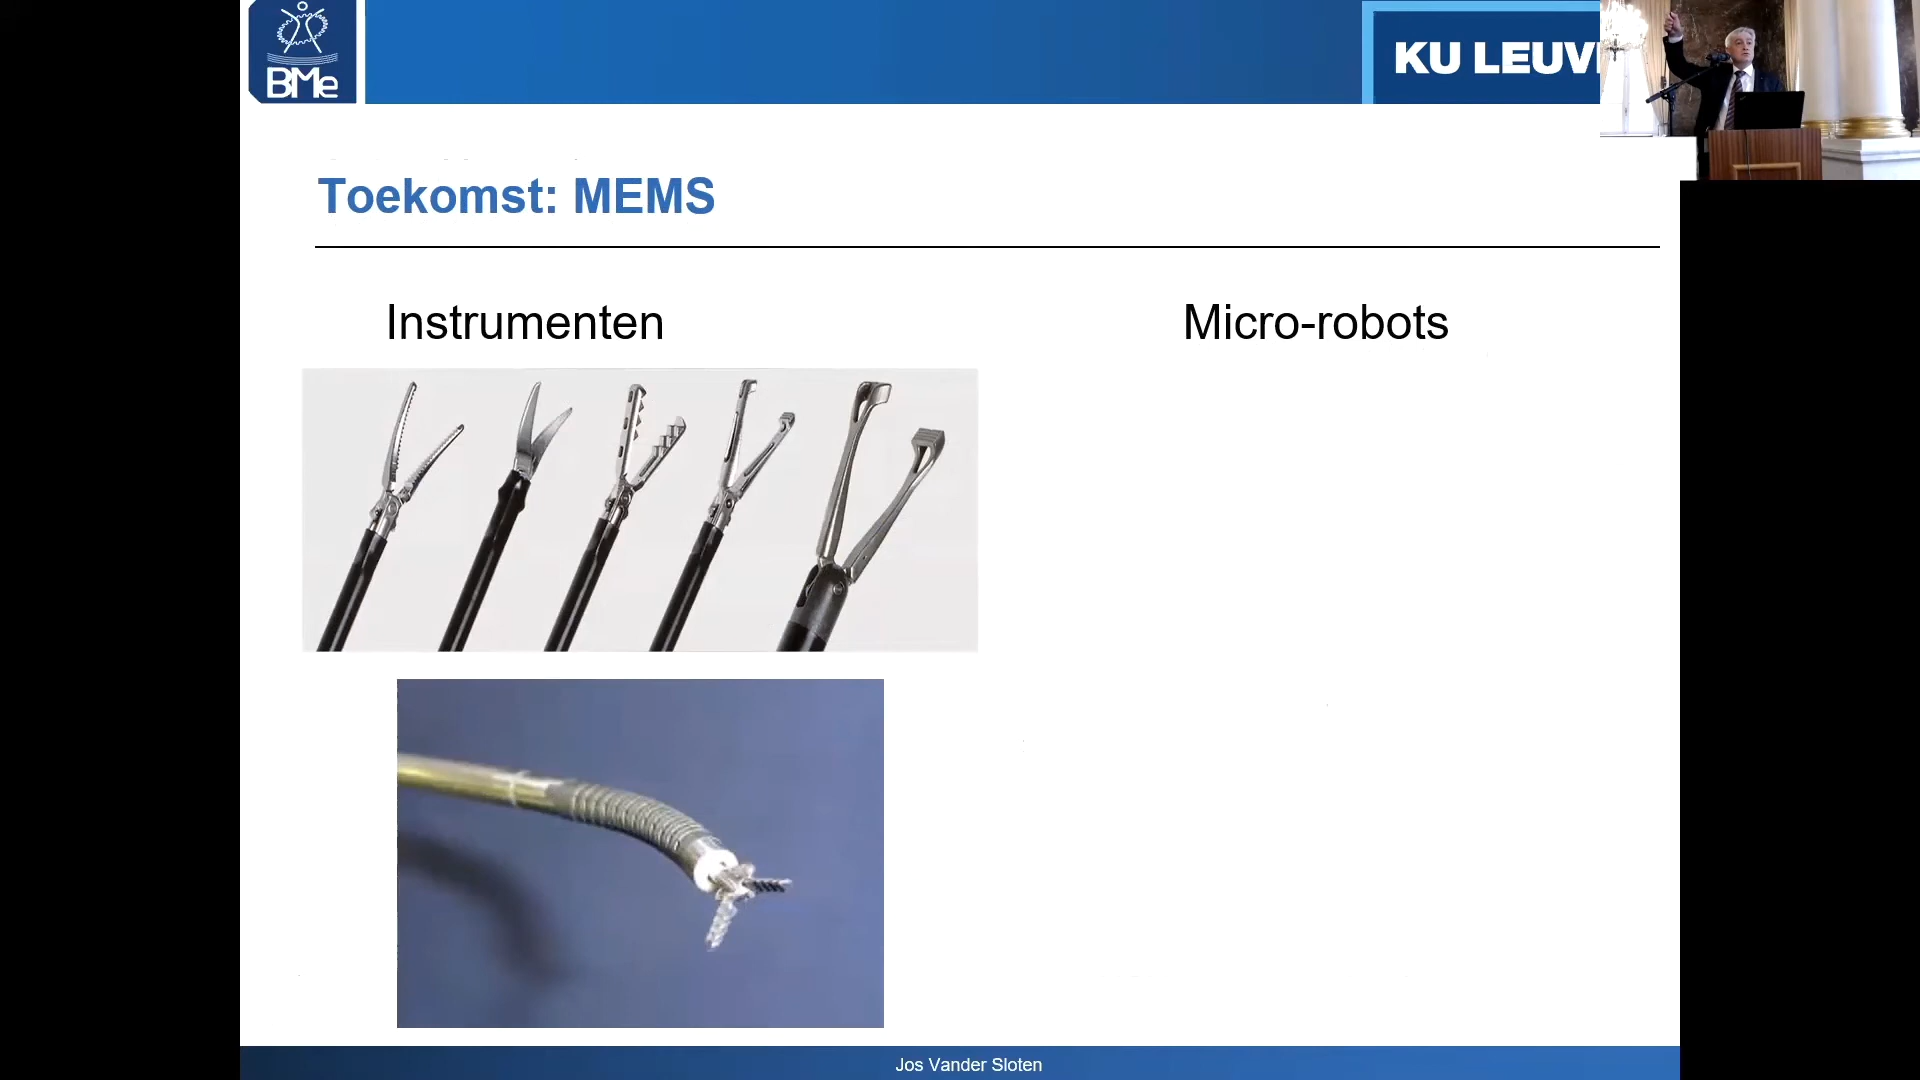 BMe
KU LEUV
Toekomst: MEMS
Instrumenten
Micro-robots
Jos Vander Sloten